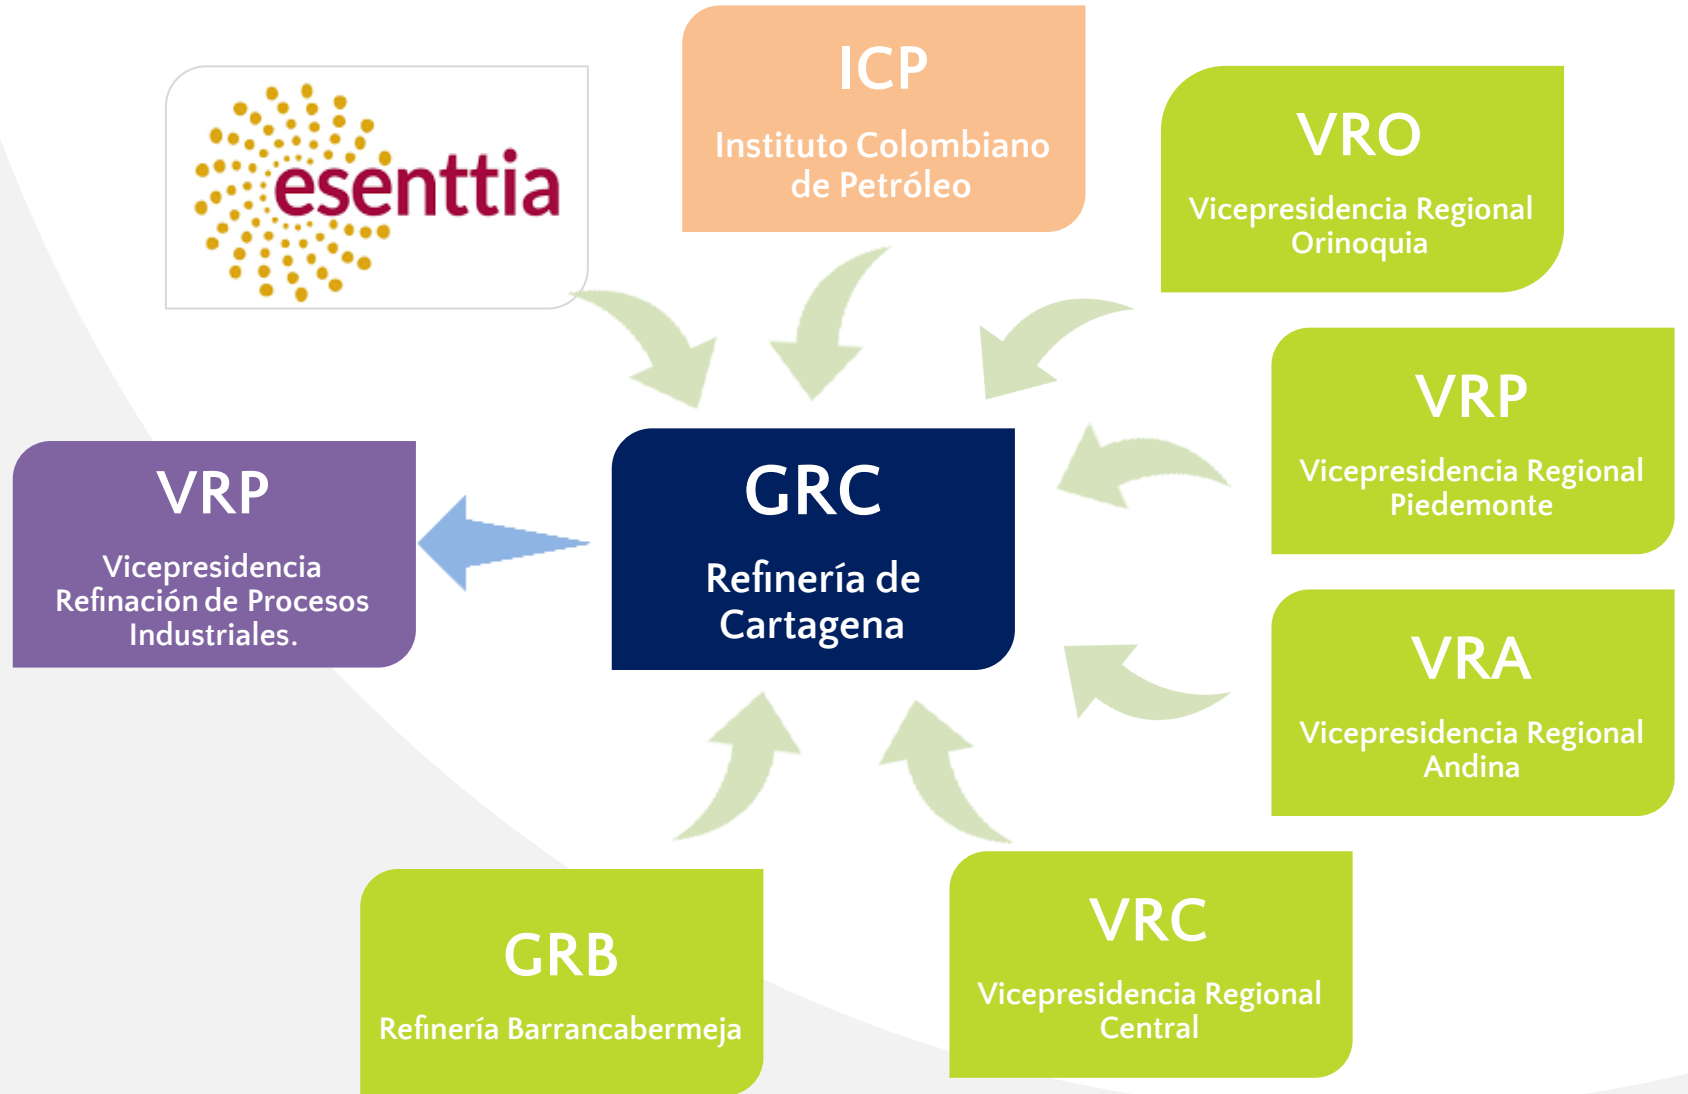 esenttia
ICP
Instituto Colombiano
de Petróleo
VRO
Vicepresidencia Regional
Orinoquia
VRP
Vicepresidencia Regional
Piedemonte
VRP
Vicepresidencia
Refinación de Procesos
Industriales.
GRC
Refinería de
Cartagena
VRA
Vicepresidencia Regional
Andina
GRB
Refinería Barrancabermeja
VRC
Vicepresidencia Regional
Central